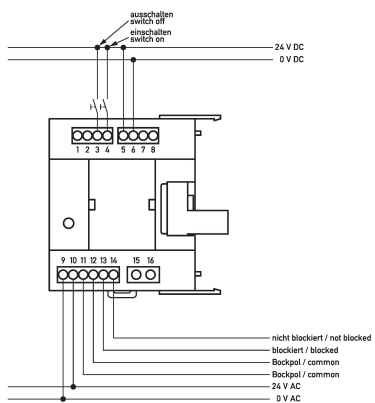 ausschalten
switch off
einschalten
switch on
24 V DC
0 V DC
1 2 3 4 5 6 7 8
9 10 11 12 13 14 15 16
nicht blockiert / not blocked
blockiert / blocked
Bockpol / common
Bockpol / common
24 V AC
0 V AC